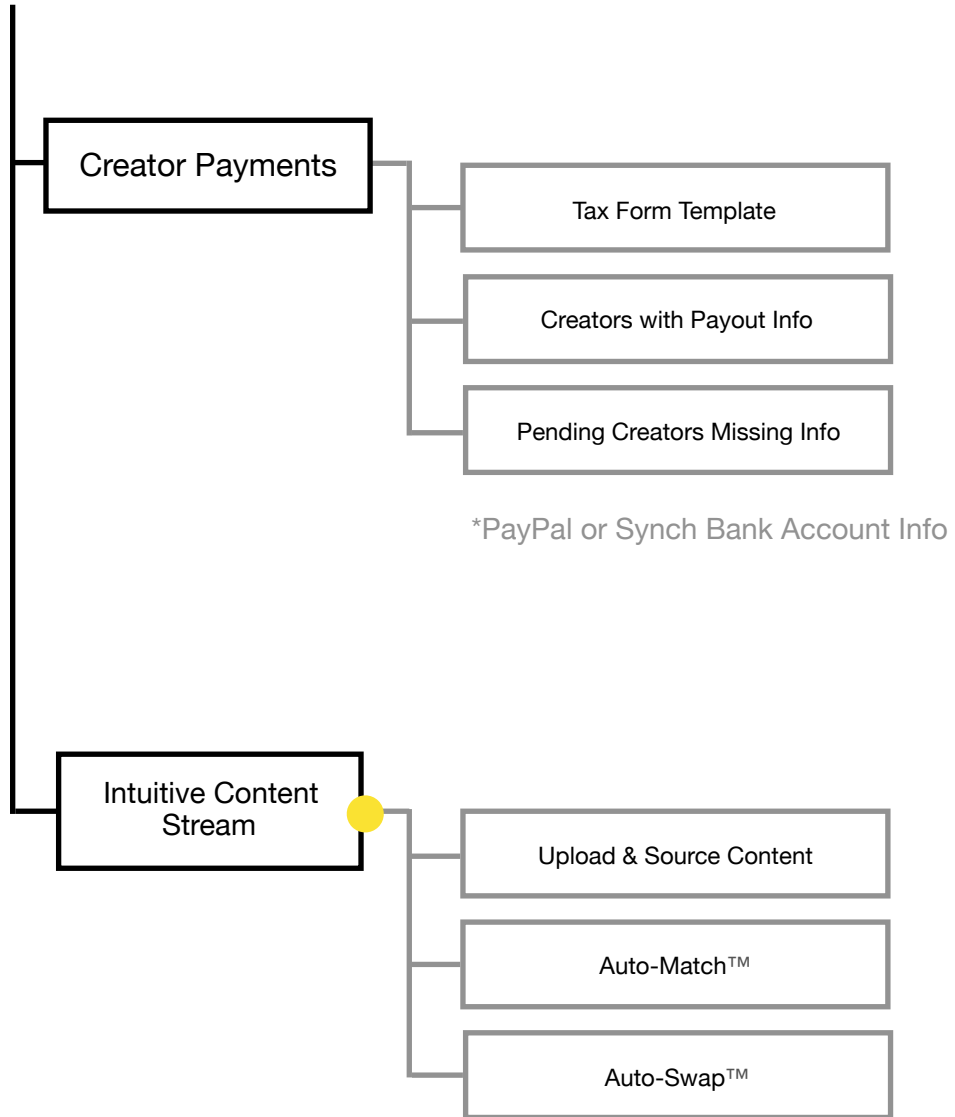 Creator Payments
Tax Form Template
Creators with Payout Info
Pending Creators Missing Info
*PayPal or Synch Bank Account Info
Intuitive Content
Stream
Upload & Source Content
Auto-Match™
Auto-Swap™